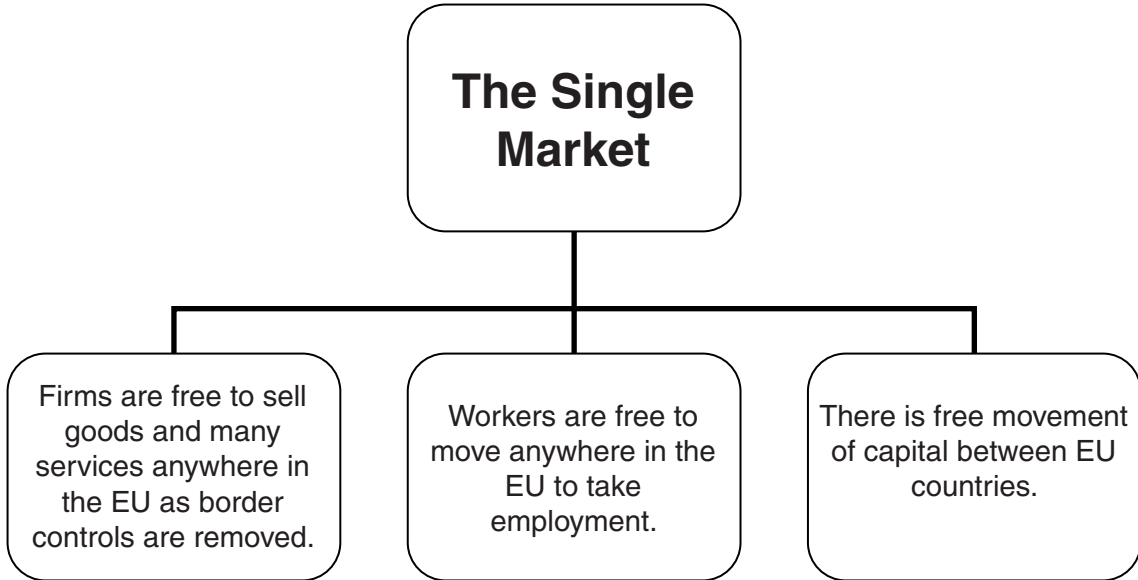 The Single
Market
Firms are free to sell
goods and many
services anywhere in
the EU as border
controls are removed.
Workers are free to
move anywhere in the
EU to take
employment.
There is free movement
of capital between EU
countries.